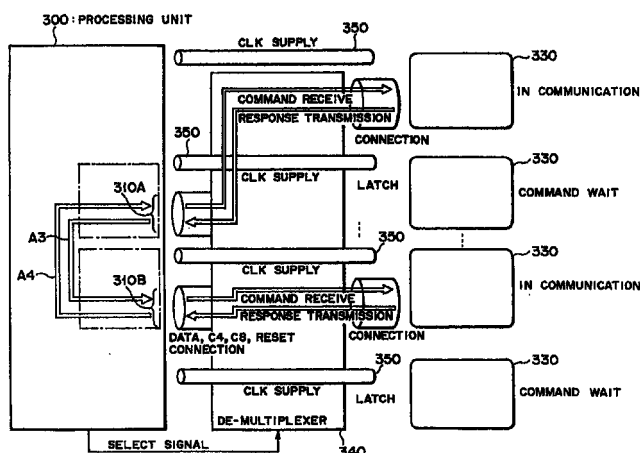 300: PROCESSING UNIT
350
CLK SUPPLY
330
COMMAND RECEIVE
IN COMMUNICATION
RESPONSE TRANSMISSION
CONNECTION
350
330
CLK SUPPLY
LATCH
COMMAND WAIT
310A
A3
350
330
CLK SUPPLY
A4
310B
COMMAND RECEIVE
IN COMMUNICATION
RESPONSE TRANSMISSION
DATA, C4, C8, RESET
CONNECTION
CONNECTION
350
330
CLK SUPPLY
LATCH
COMMAND WAIT
DE-MULTIPLEXER
SELECT SIGNAL
340